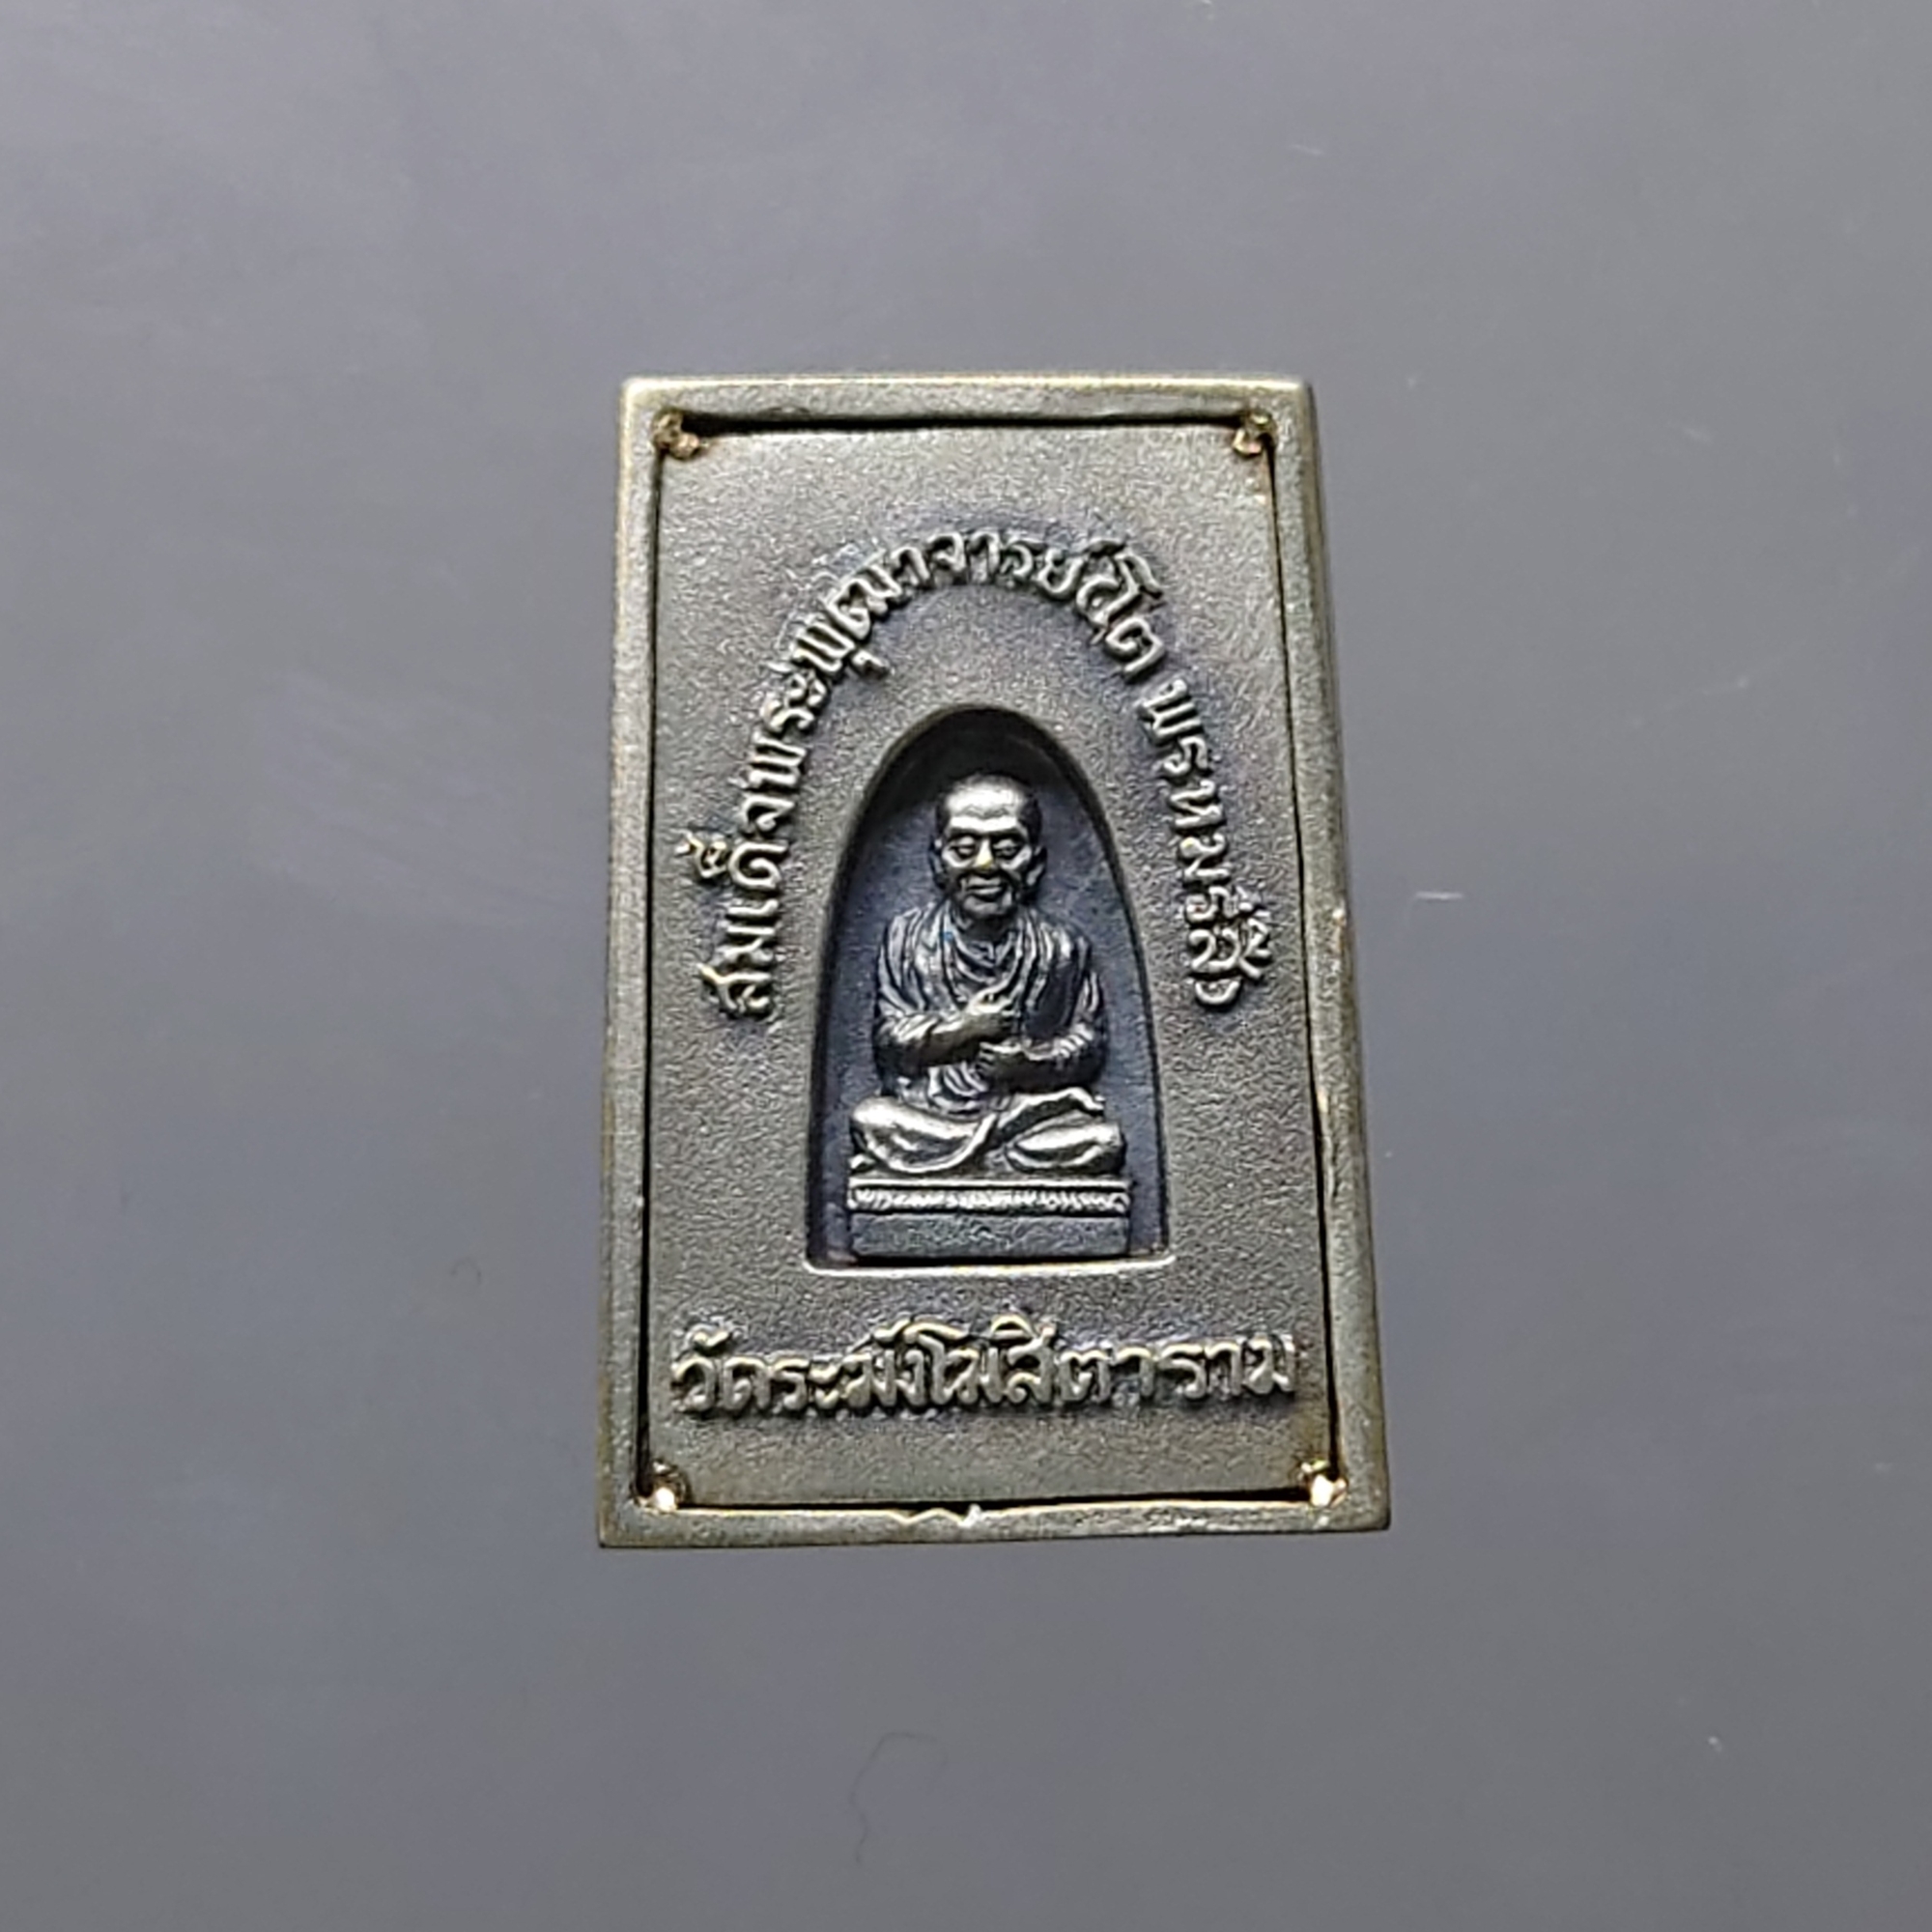 สมเด็จพระพุฒาจารย์โต พรหมรังสี
วัดระฆังโฆสิตาราม